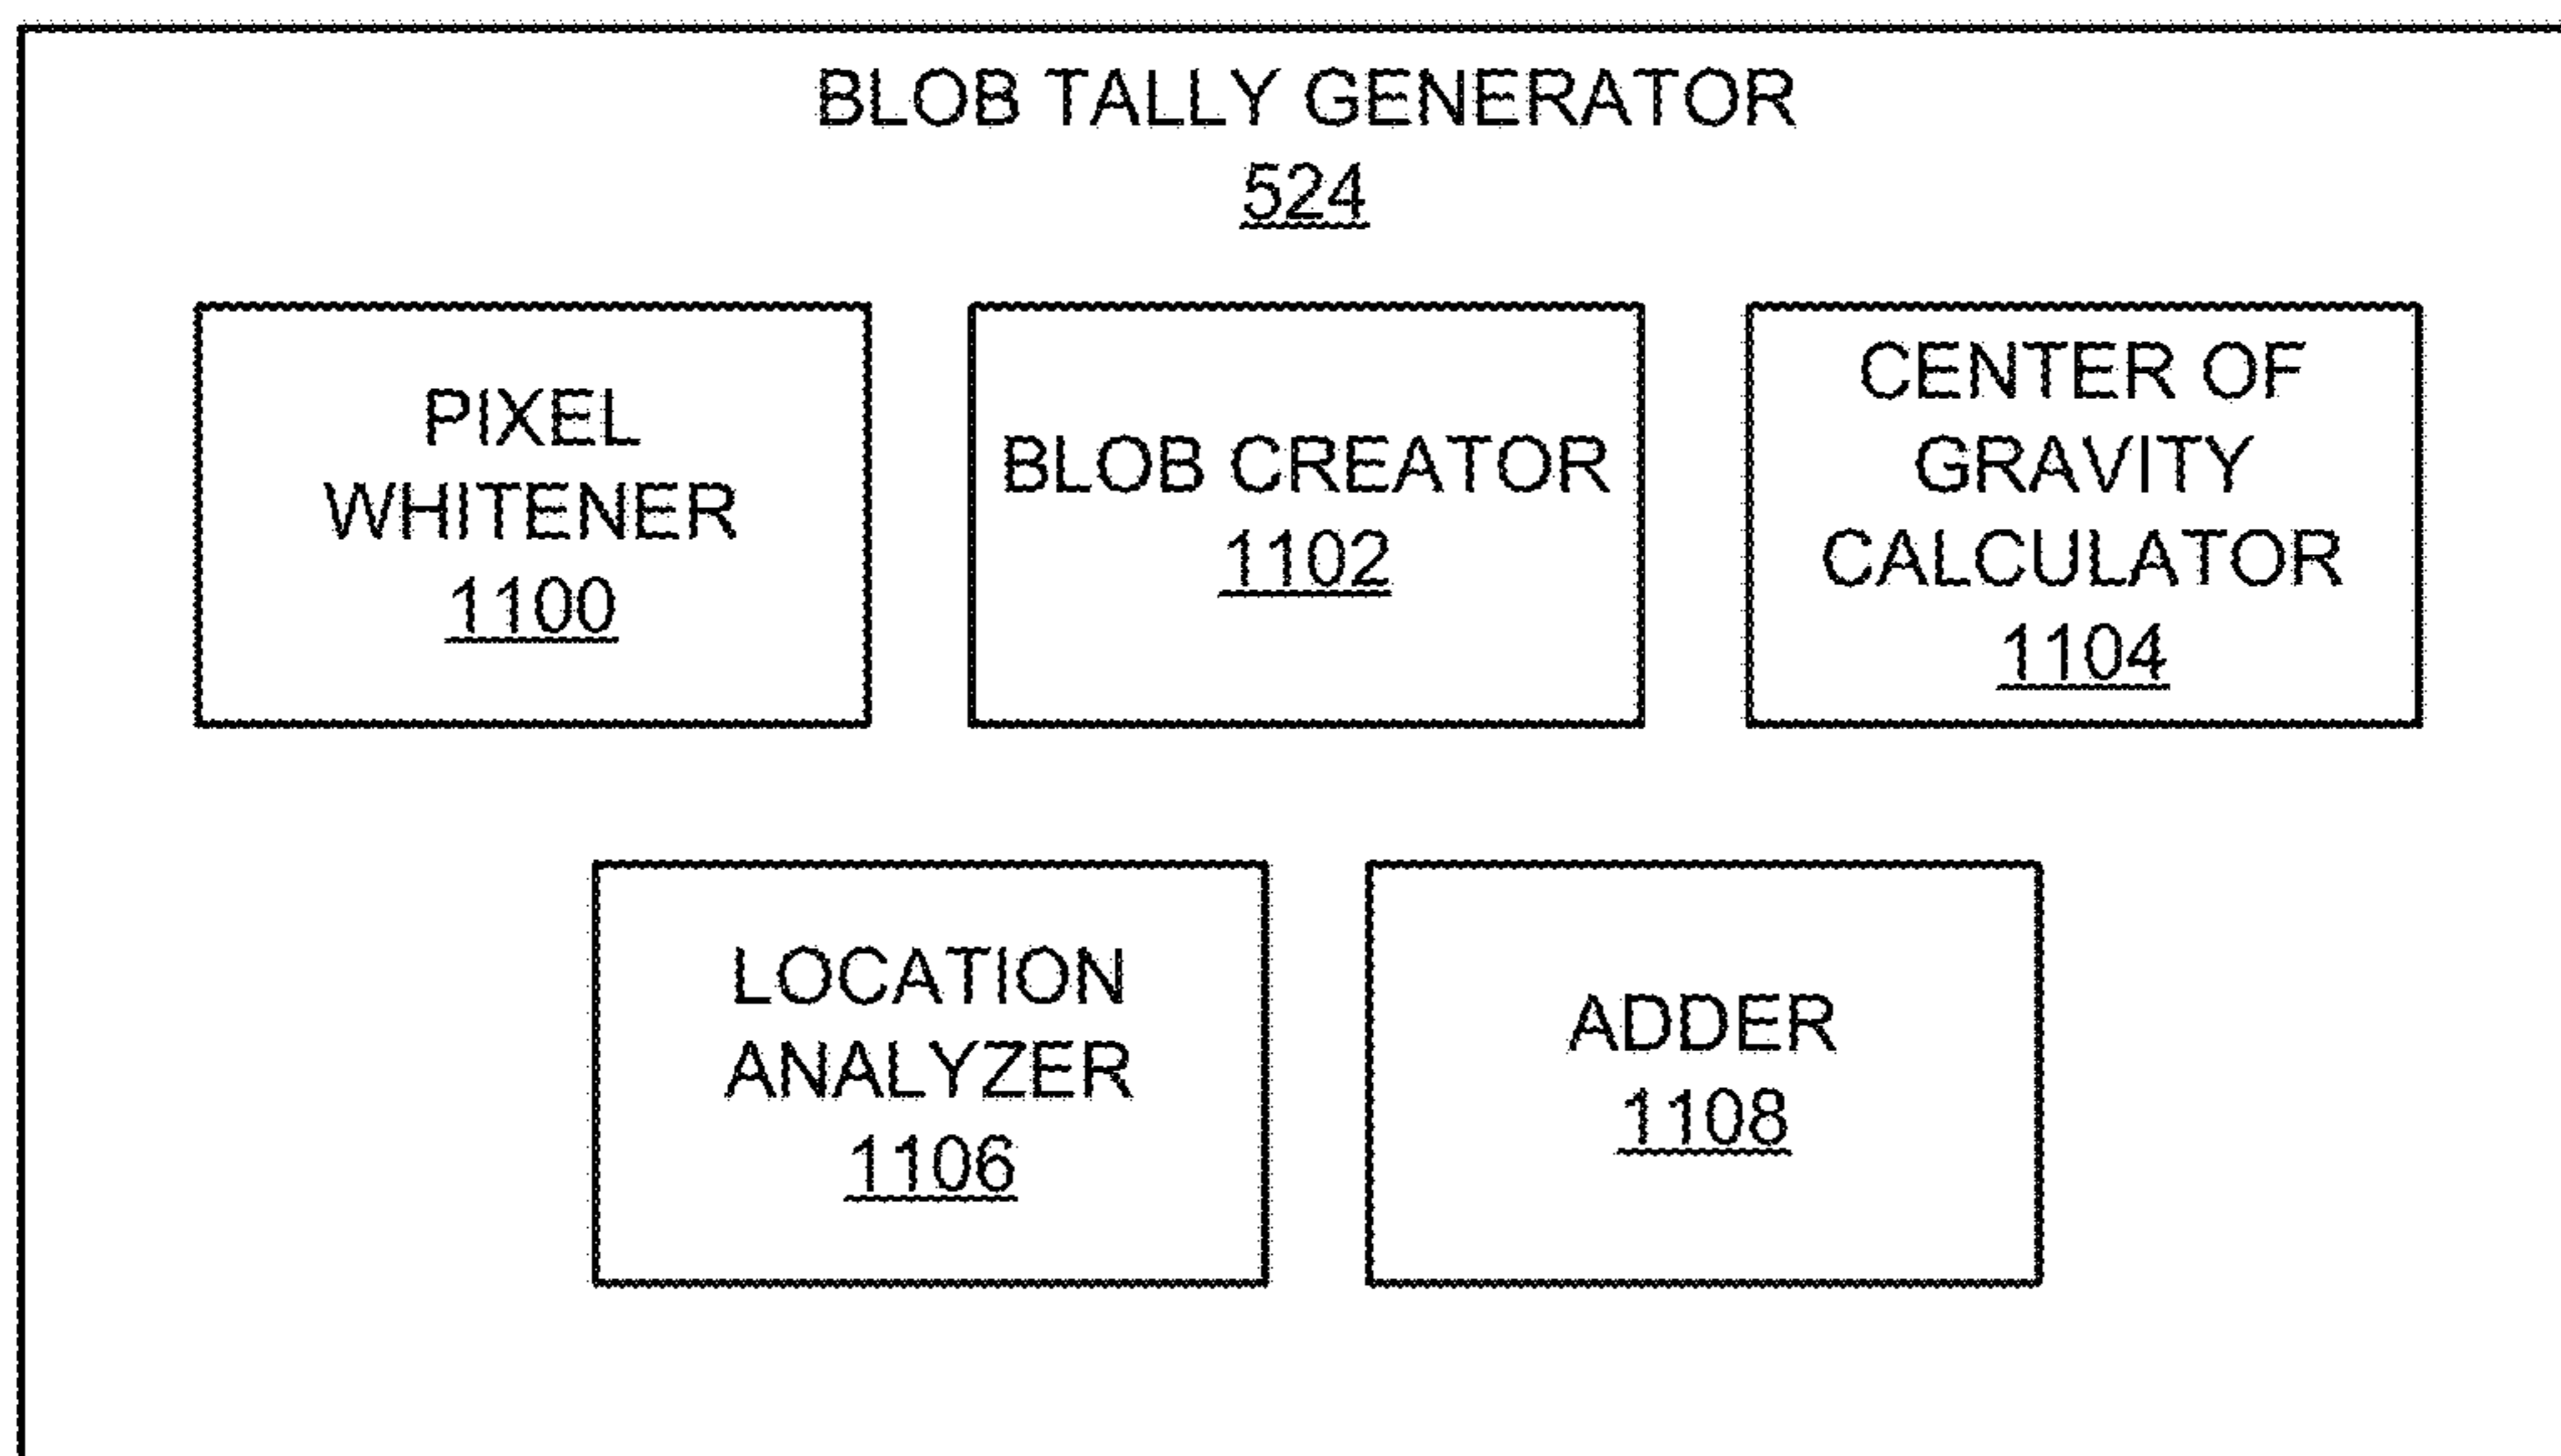 BLOB TALLY GENERATOR
524
PIXEL
WHITENER
1100
BLOB CREATOR
1102
CENTER OF
GRAVITY
CALCULATOR
1104
LOCATION
ANALYZER
1106
ADDER
1108